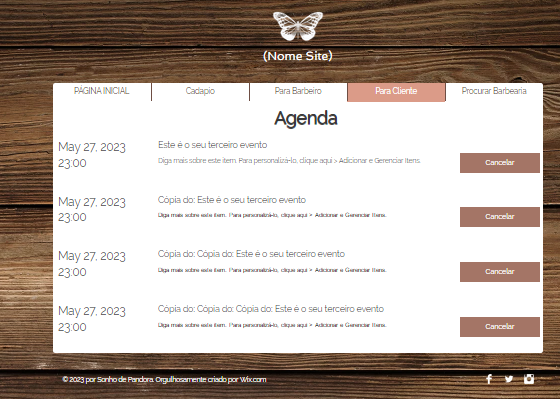 (Nome Site)
PÁGINA INICIAL Cadapio Para Barbeiro Para Cliente Procurar Barbearia
Agenda
May 27, 2023
23:00
Este é o seu terceiro evento
Diga mais sobre este item. Para personalizá-lo, clique aqui > Adicionar e Gerenciar Itens.
Cancelar
May 27, 2023
23:00
Cópia do: Este é o seu terceiro evento
Diga mais sobre este item. Para personalizá-lo, clique aqui > Adicionar e Gerenciar Itens.
Cancelar
May 27, 2023
23:00
Cópia do: Cópia do: Este é o seu terceiro evento
Diga mais sobre este item. Para personalizá-lo, clique aqui > Adicionar e Gerenciar Itens.
Cancelar
May 27, 2023
23:00
Cópia do: Cópia do: Cópia do: Este é o seu terceiro evento
Diga mais sobre este item. Para personalizá-lo, clique aqui > Adicionar e Gerenciar Itens.
Cancelar
© 2023 por Sonho de Pandora. Orgulhosamente criado por Wix.com